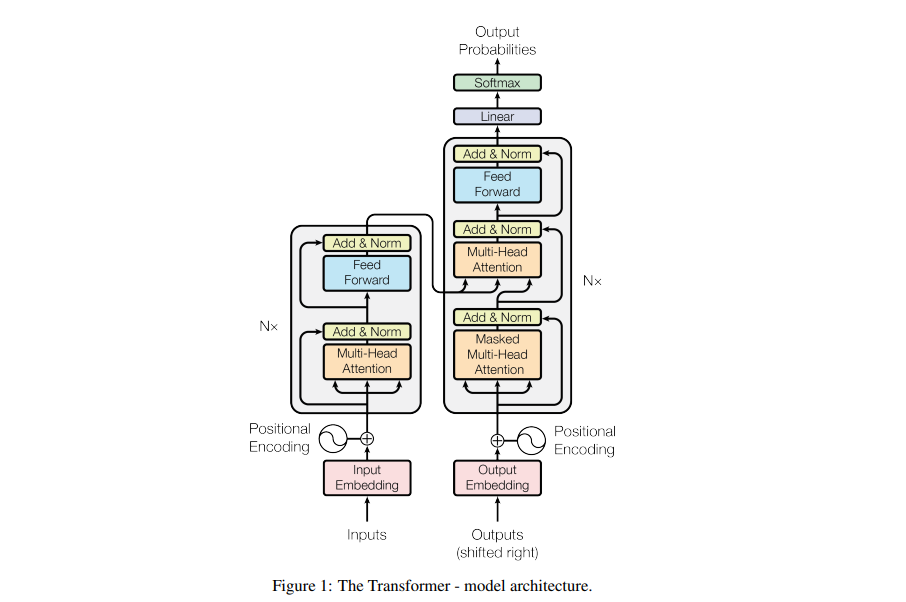 Output
Probabilities
Softmax
Linear
Add & Norm
Feed
Forward
Add & Norm
Multi-Head
Attention
Add & Norm
Masked
Multi-Head
Attention
N×
Add & Norm
Feed
Forward
Add & Norm
Multi-Head
Attention
N×
Positional
Encoding
Positional
Encoding
Input
Embedding
Output
Embedding
Inputs
Outputs
(shifted right)
Figure 1: The Transformer - model architecture.